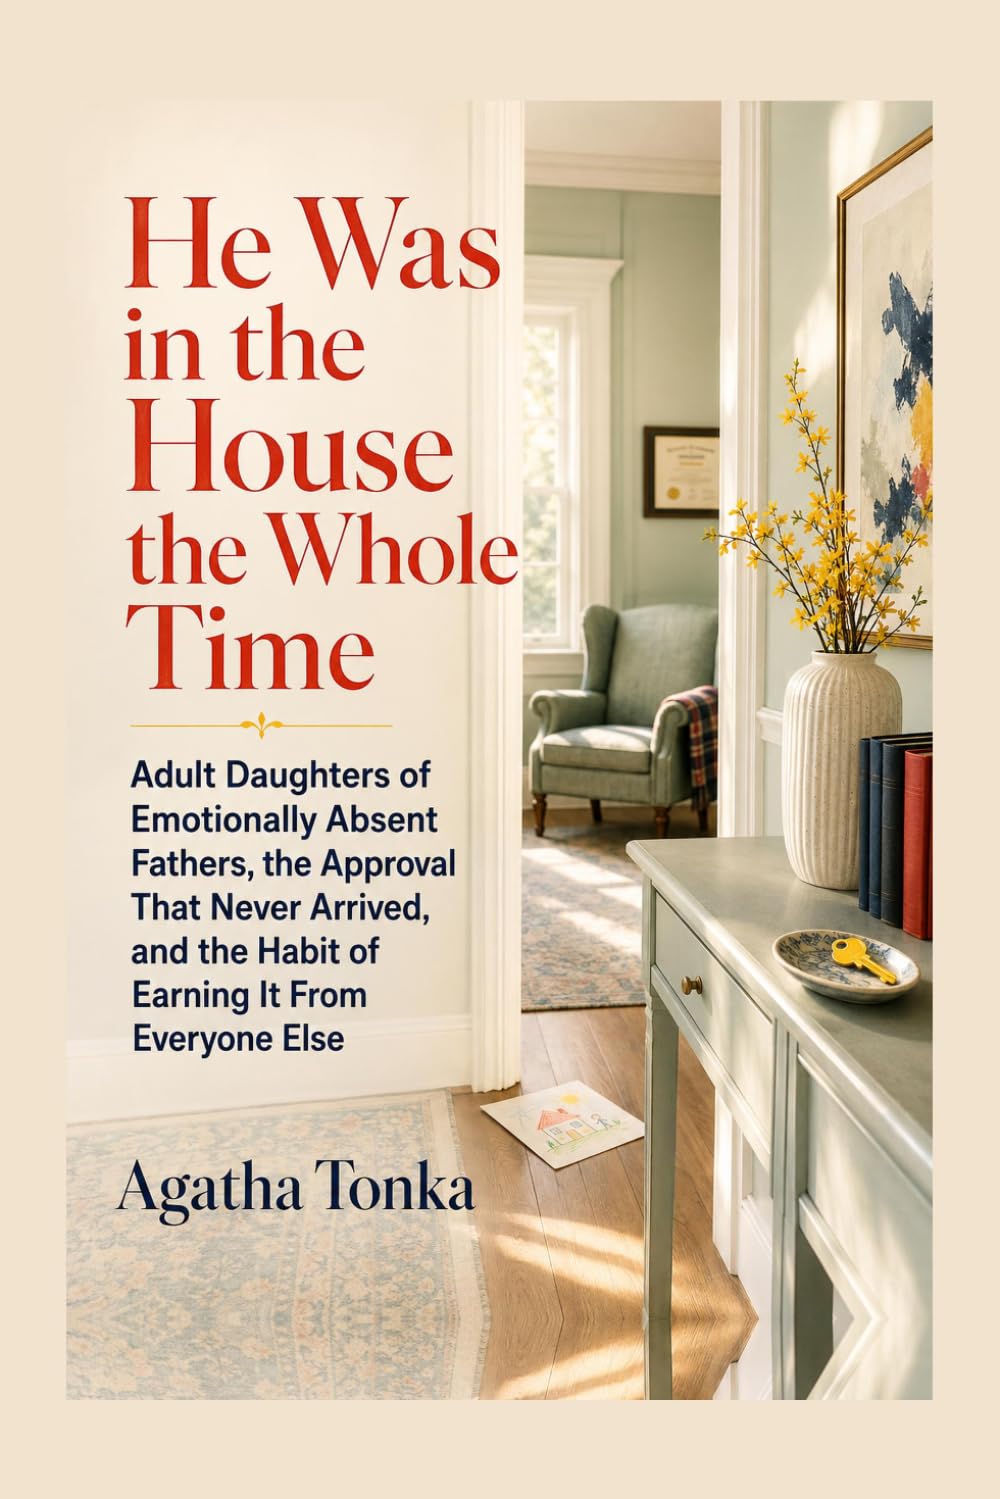 He Was
in the
House
the Whole
Time
Adult Daughters of
Emotionally Absent
Fathers, the Approval
That Never Arrived,
and the Habit of
Earning It From
Everyone Else
Agatha Tonka